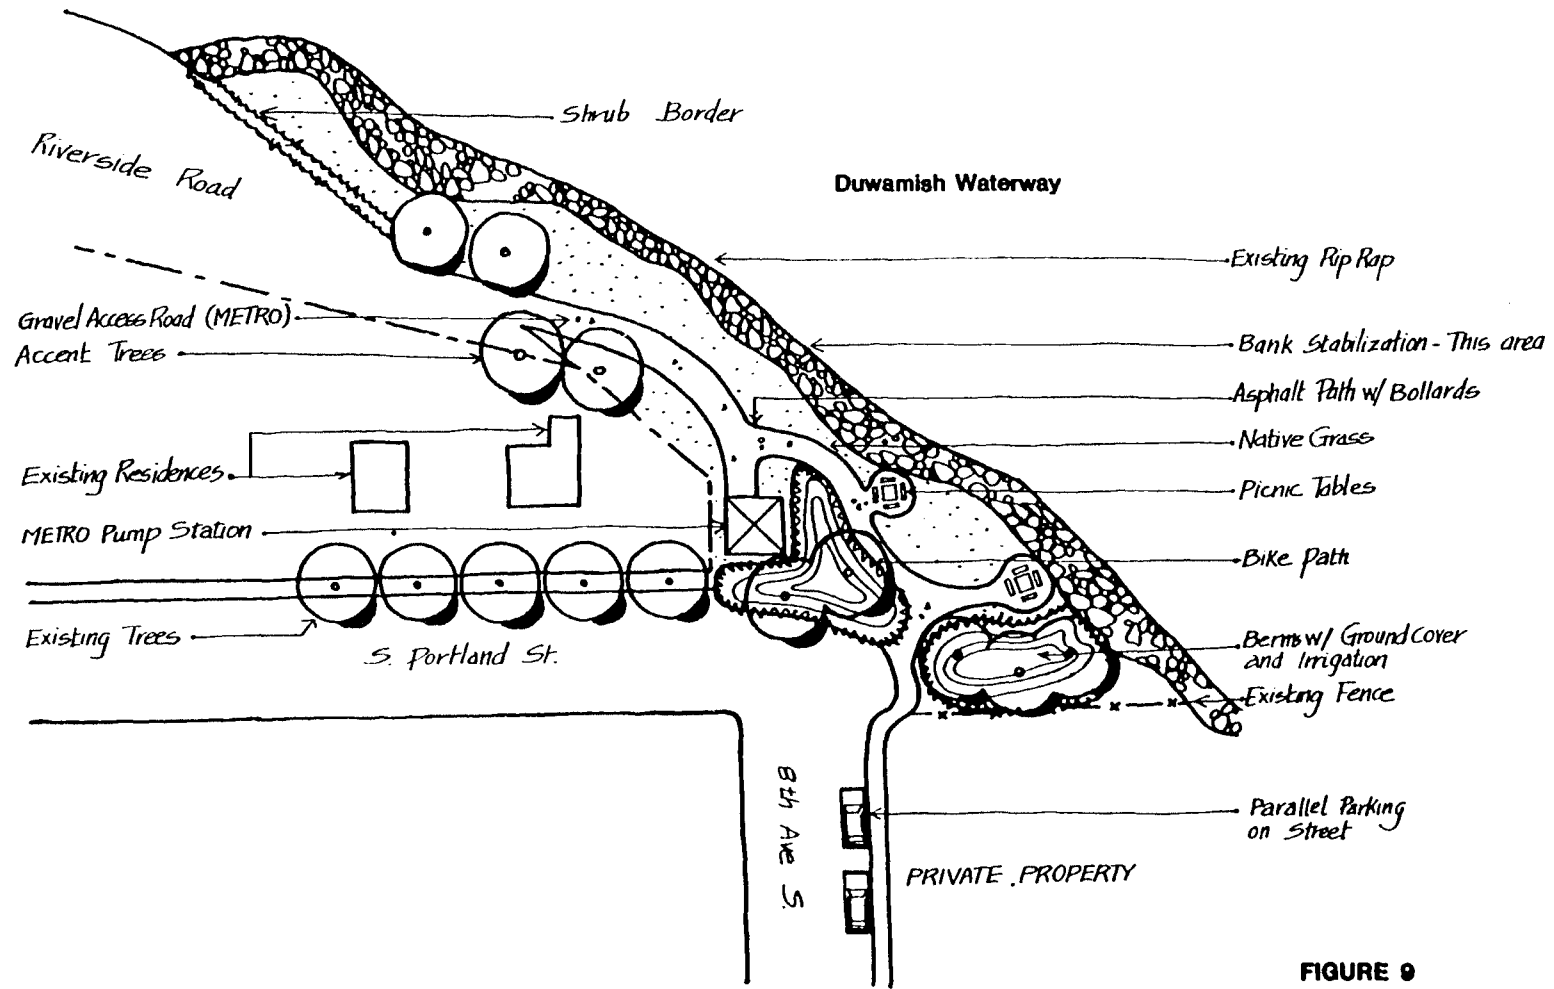 Shrub Border
Riverside Road
Duwamish Waterway
Existing Rip Rap
Gravel Access Road (METRO)
Accent Trees
Bank Stabilization - This area
Asphalt Path w/ Bollards
Native Grass
Existing Residences
Picnic Tables
METRO Pump Station
Bike Path
Existing Trees
S. Portland St.
Berms w/ Ground Cover
and Irrigation
Existing Fence
8th Ave S.
Parallel Parking
on Street
PRIVATE PROPERTY
FIGURE 9